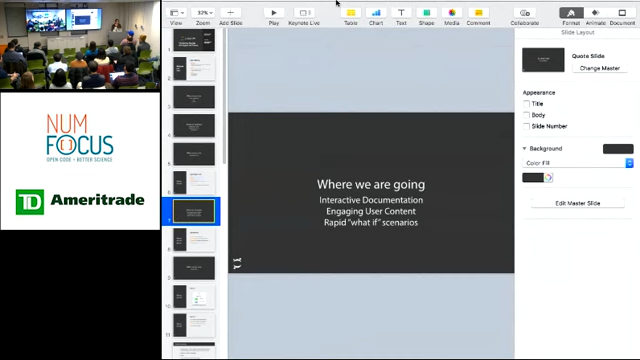 View
Zoom
Add Slide
Play
Keynote Live
Table
Chart
Text
Shape
Media
Comment
Collaborate
Format
Animate
Document
33%
NUM
FOCUS
OPEN CODE = BETTER SCIENCE
TD Ameritrade
Where we are going
Interactive Documentation
Engaging User Content
Rapid "what if" scenarios
Slide Layout
Quote Slide
Change Master
Appearance
Title
Body
Slide Number
Background
Color Fill
Edit Master Slide